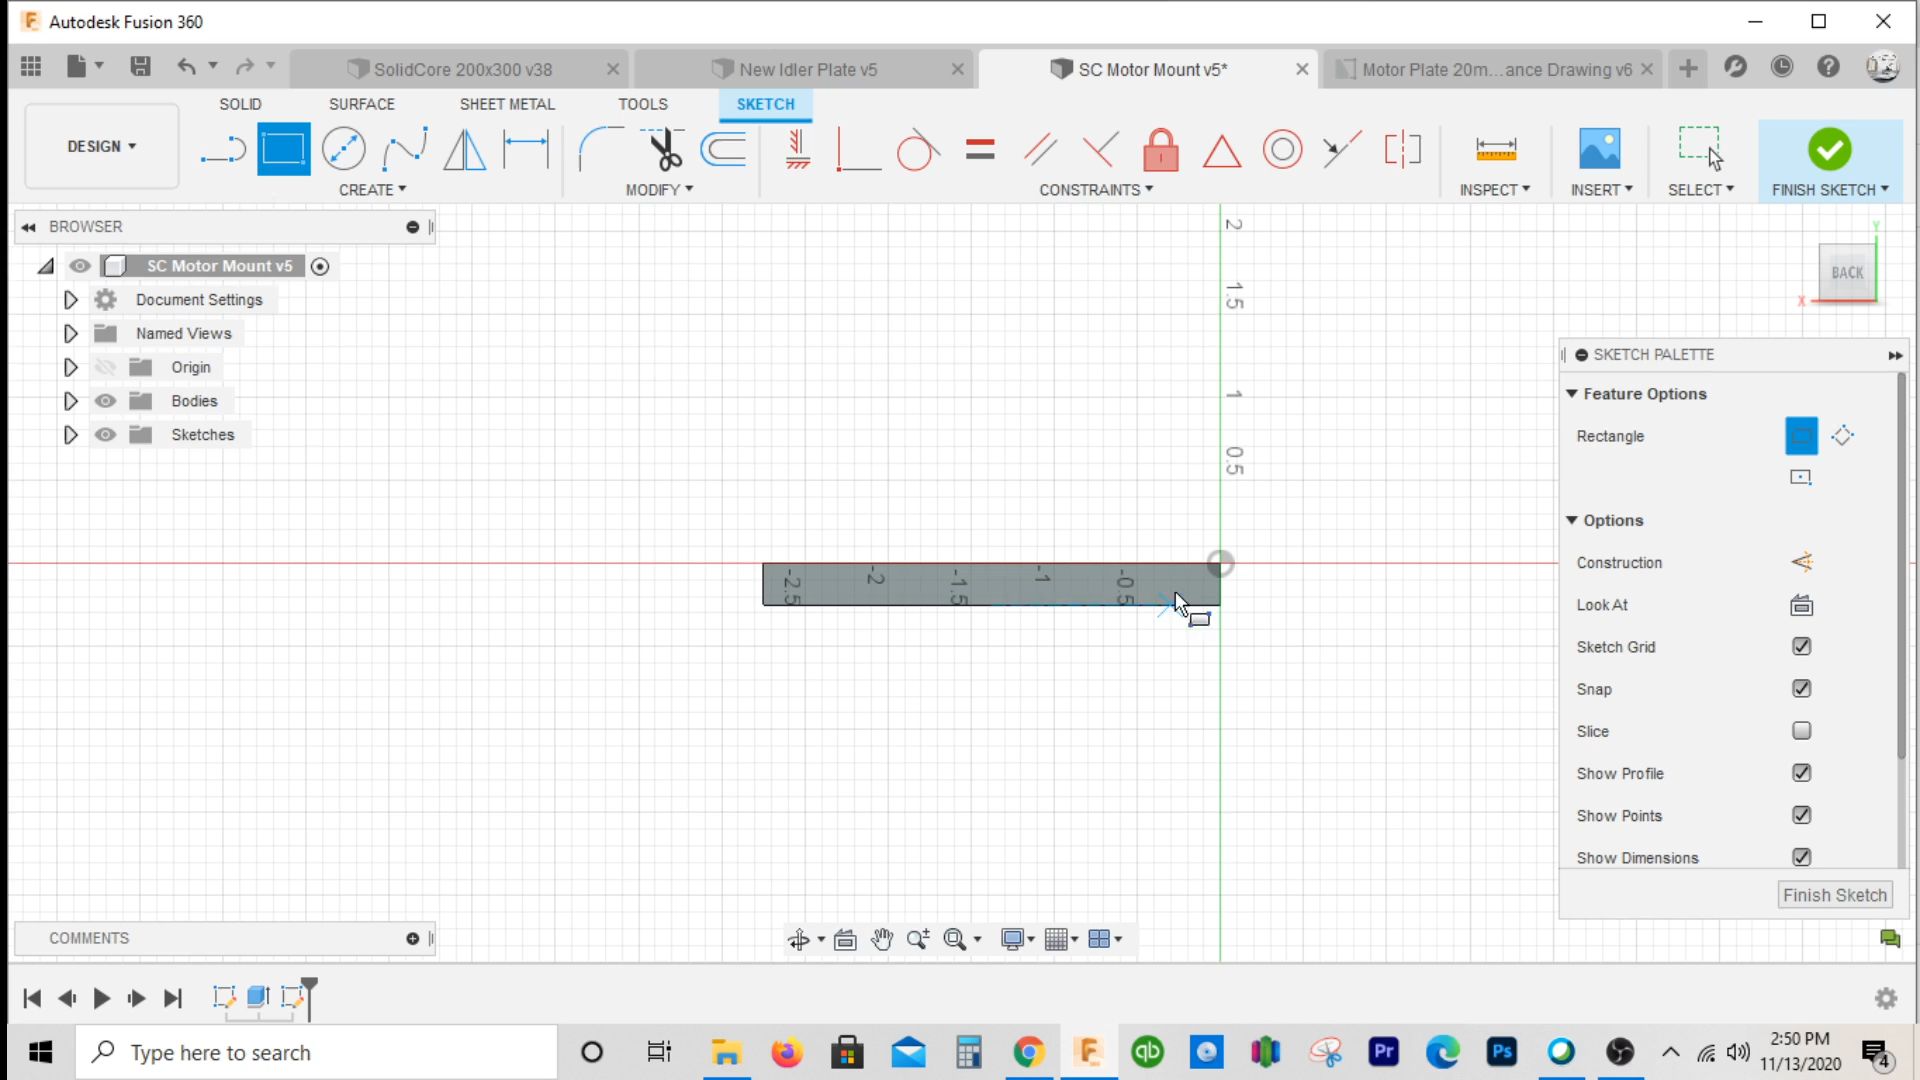 Autodesk Fusion 360
SolidCore 200x300 v38
New Idler Plate v5
SC Motor Mount v5*
Motor Plate 20m...ance Drawing v6
SOLID
SURFACE
SHEET METAL
TOOLS
SKETCH
DESIGN
CREATE
MODIFY
CONSTRAINTS
INSPECT
INSERT
SELECT
FINISH SKETCH
BROWSER
SC Motor Mount v5
Document Settings
Named Views
Origin
Bodies
Sketches
2
1.5
1
0.5
-2.5
-2
-1.5
-1
-0.5
Y
BACK
X
SKETCH PALETTE
Feature Options
Rectangle
Options
Construction
Look At
Sketch Grid
Snap
Slice
Show Profile
Show Points
Show Dimensions
Finish Sketch
COMMENTS
Type here to search
qb
Pr
Ps
2:50 PM
11/13/2020
4